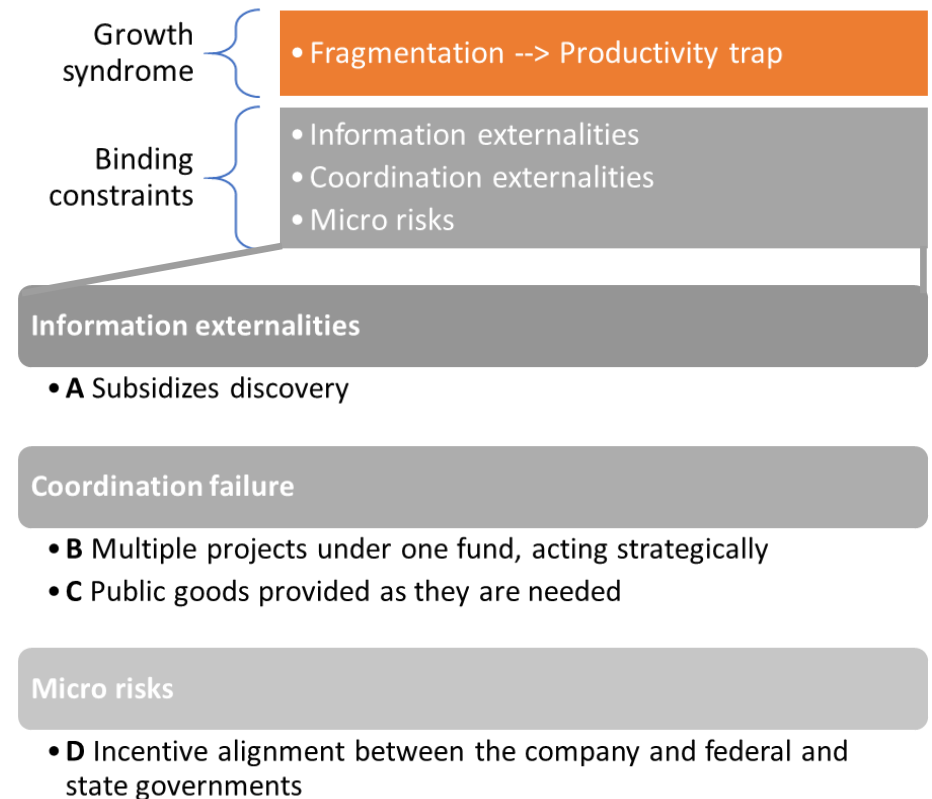 Growth
syndrome
• Fragmentation --> Productivity trap
Binding
constraints
• Information externalities
• Coordination externalities
• Micro risks
Information externalities
• A Subsidizes discovery
Coordination failure
• B Multiple projects under one fund, acting strategically
• C Public goods provided as they are needed
Micro risks
• D Incentive alignment between the company and federal and
state governments